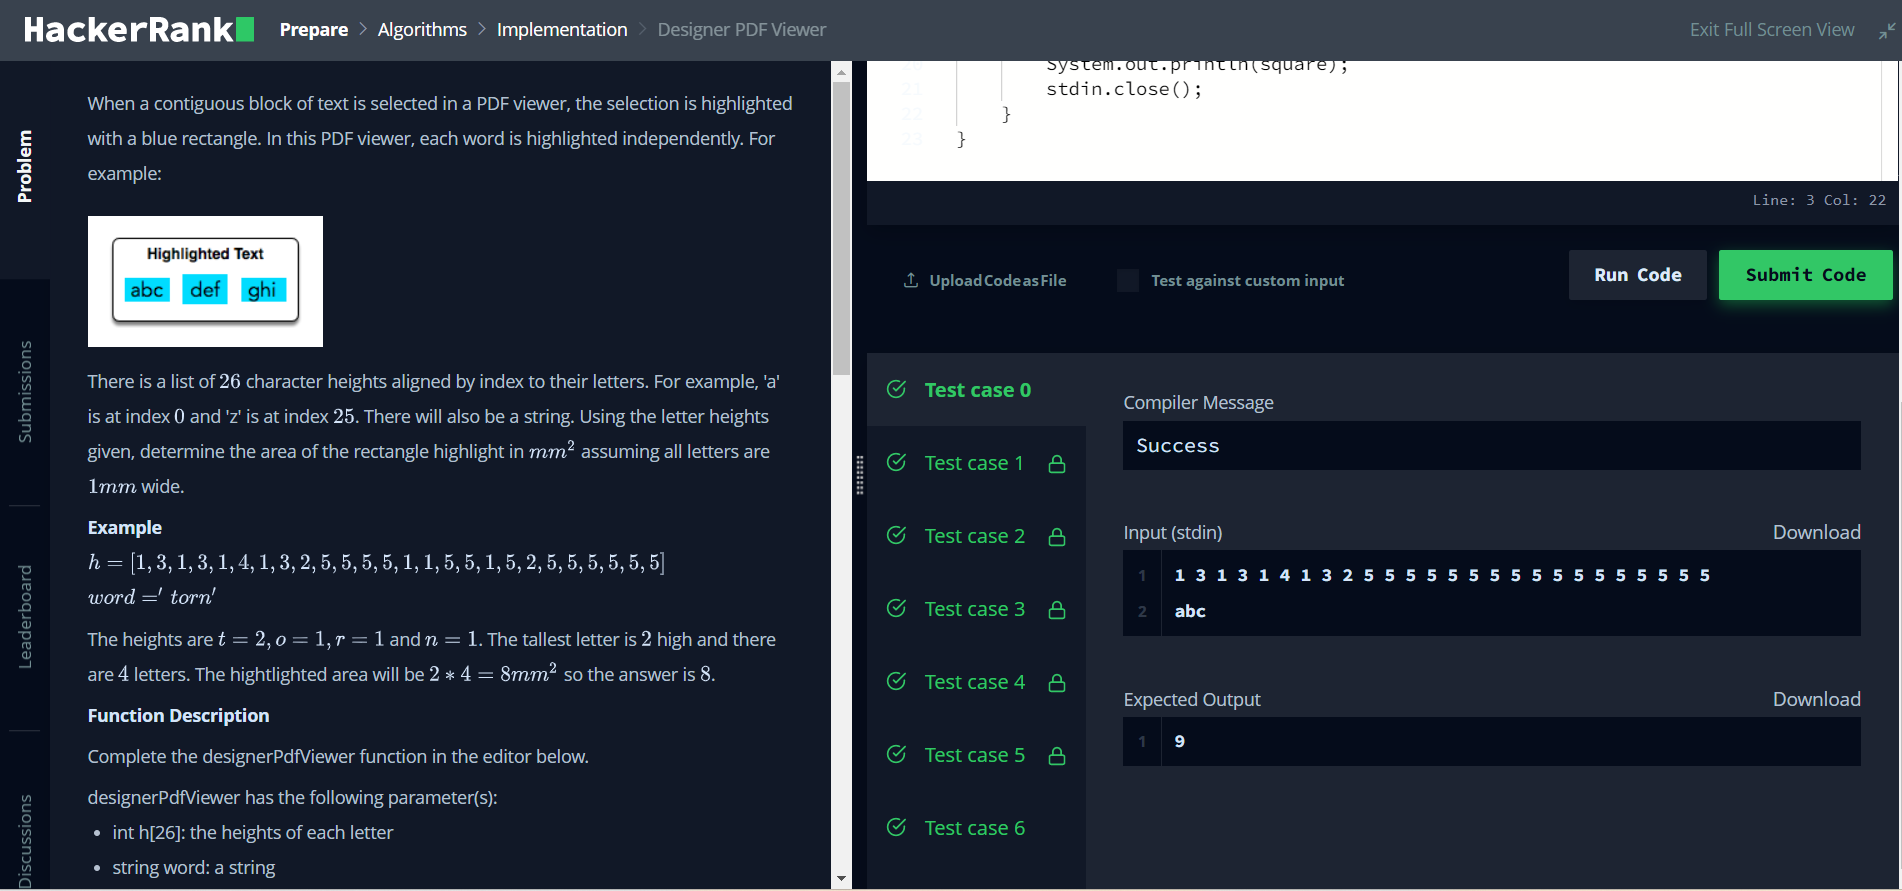 HackerRank Prepare > Algorithms > Implementation > Designer PDF Viewer Exit Full Screen View
Problem
Submissions
Leaderboard
Discussions
When a contiguous block of text is selected in a PDF viewer, the selection is highlighted
with a blue rectangle. In this PDF viewer, each word is highlighted independently. For
example:
Highlighted Text
abc def ghi
There is a list of 26 character heights aligned by index to their letters. For example, 'a'
is at index 0 and 'z' is at index 25. There will also be a string. Using the letter heights
given, determine the area of the rectangle highlight in mm² assuming all letters are
1mm wide.
Example
h = [1, 3, 1, 3, 1, 4, 1, 3, 2, 5, 5, 5, 5, 1, 1, 5, 5, 1, 5, 2, 5, 5, 5, 5, 5, 5]
word =' torn'
The heights are t = 2, o = 1, r = 1 and n = 1. The tallest letter is 2 high and there
are 4 letters. The hightlighted area will be 2 * 4 = 8mm² so the answer is 8.
Function Description
Complete the designerPdfViewer function in the editor below.
designerPdfViewer has the following parameter(s):
• int h[26]: the heights of each letter
• string word: a string
20 System.out.println(square);
21 stdin.close();
22 }
23 }
Line: 3 Col: 22
Upload Code as File Test against custom input Run Code Submit Code
Test case 0
Test case 1
Test case 2
Test case 3
Test case 4
Test case 5
Test case 6
Compiler Message
Success
Input (stdin) Download
1 1 3 1 3 1 4 1 3 2 5 5 5 5 5 5 5 5 5 5 5 5 5 5 5 5 5
2 abc
Expected Output Download
1 9